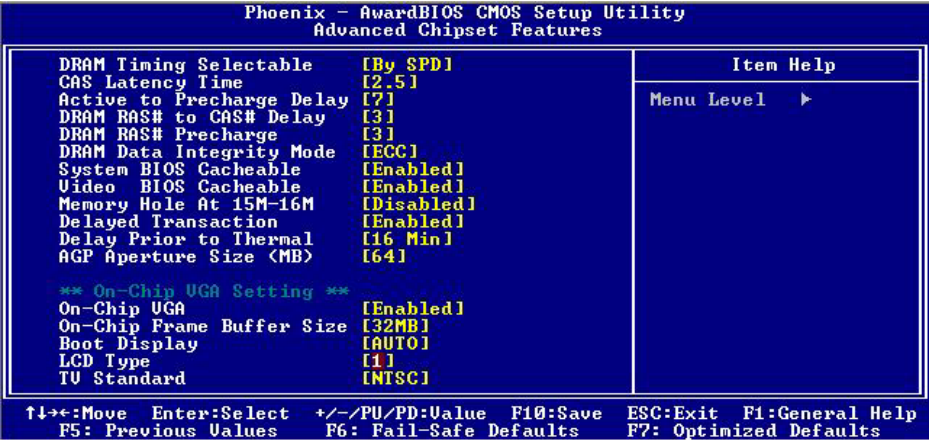 Phoenix - AwardBIOS CMOS Setup Utility
Advanced Chipset Features
DRAM Timing Selectable [By SPD]
CAS Latency Time [2.5]
Active to Precharge Delay [7]
DRAM RAS# to CAS# Delay [3]
DRAM RAS# Precharge [3]
DRAM Data Integrity Mode [ECC]
System BIOS Cacheable [Enabled]
Video BIOS Cacheable [Enabled]
Memory Hole At 15M-16M [Disabled]
Delayed Transaction [Enabled]
Delay Prior to Thermal [16 Min]
AGP Aperture Size (MB) [64]
** On-Chip VGA Setting **
On-Chip VGA [Enabled]
On-Chip Frame Buffer Size [32MB]
Boot Display [AUTO]
LCD Type [1]
TV Standard [NTSC]
Item Help
Menu Level ►
↑↓→←:Move Enter:Select +/-/PU/PD:Value F10:Save ESC:Exit F1:General Help
F5: Previous Values F6: Fail-Safe Defaults F7: Optimized Defaults